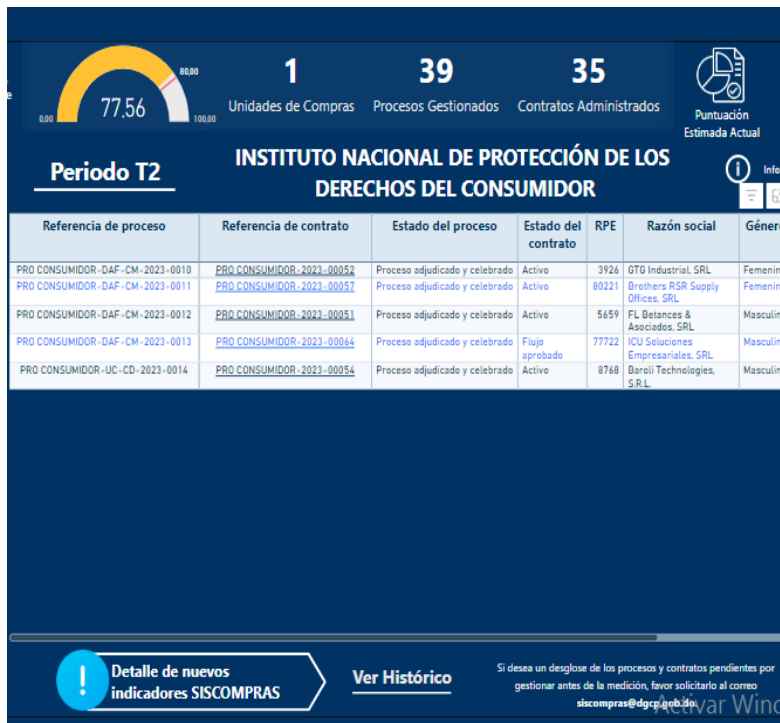 80,00
77,56
0,00
100,00
1
Unidades de Compras
39
Procesos Gestionados
35
Contratos Administrados
Puntuación
Estimada Actual
Periodo T2
INSTITUTO NACIONAL DE PROTECCIÓN DE LOS
DERECHOS DEL CONSUMIDOR
Info
Referencia de proceso Referencia de contrato Estado del proceso Estado del contrato RPE Razón social Géner
PRO CONSUMIDOR-DAF-CM-2023-0010 PRO CONSUMIDOR-2023-00052 Proceso adjudicado y celebrado Activo 3926 GTG Industrial, SRL Femenin
PRO CONSUMIDOR-DAF-CM-2023-0011 PRO CONSUMIDOR-2023-00057 Proceso adjudicado y celebrado Activo 80221 Brothers RSR Supply Offices, SRL Femenin
PRO CONSUMIDOR-DAF-CM-2023-0012 PRO CONSUMIDOR-2023-00051 Proceso adjudicado y celebrado Activo 5659 FL Betances & Asociados, SRL Masculin
PRO CONSUMIDOR-DAF-CM-2023-0013 PRO CONSUMIDOR-2023-00064 Proceso adjudicado y celebrado Flujo aprobado 77722 ICU Soluciones Empresariales, SRL Masculin
PRO CONSUMIDOR-UC-CD-2023-0014 PRO CONSUMIDOR-2023-00054 Proceso adjudicado y celebrado Activo 8768 Baroli Technologies, S.R.L. Masculin
Detalle de nuevos
indicadores SISCOMPRAS
Ver Histórico
Si desea un desglose de los procesos y contratos pendientes por
gestionar antes de la medición, favor solicitarlo al correo
siscompras@dgcp.gob.do.
Activar Wind